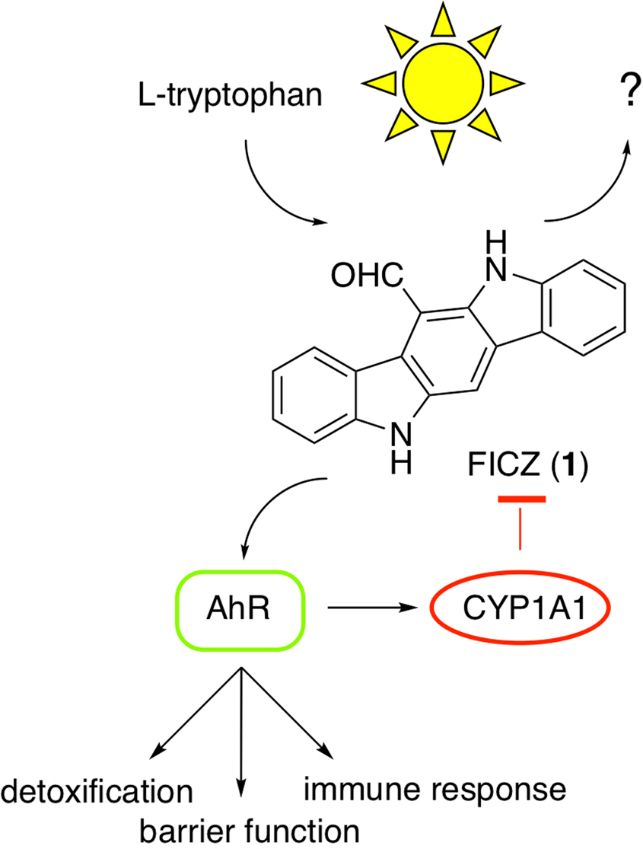 L-tryptophan
?
OHC
H
N
N
H
FICZ (1)
AhR
CYP1A1
detoxification
immune response
barrier function